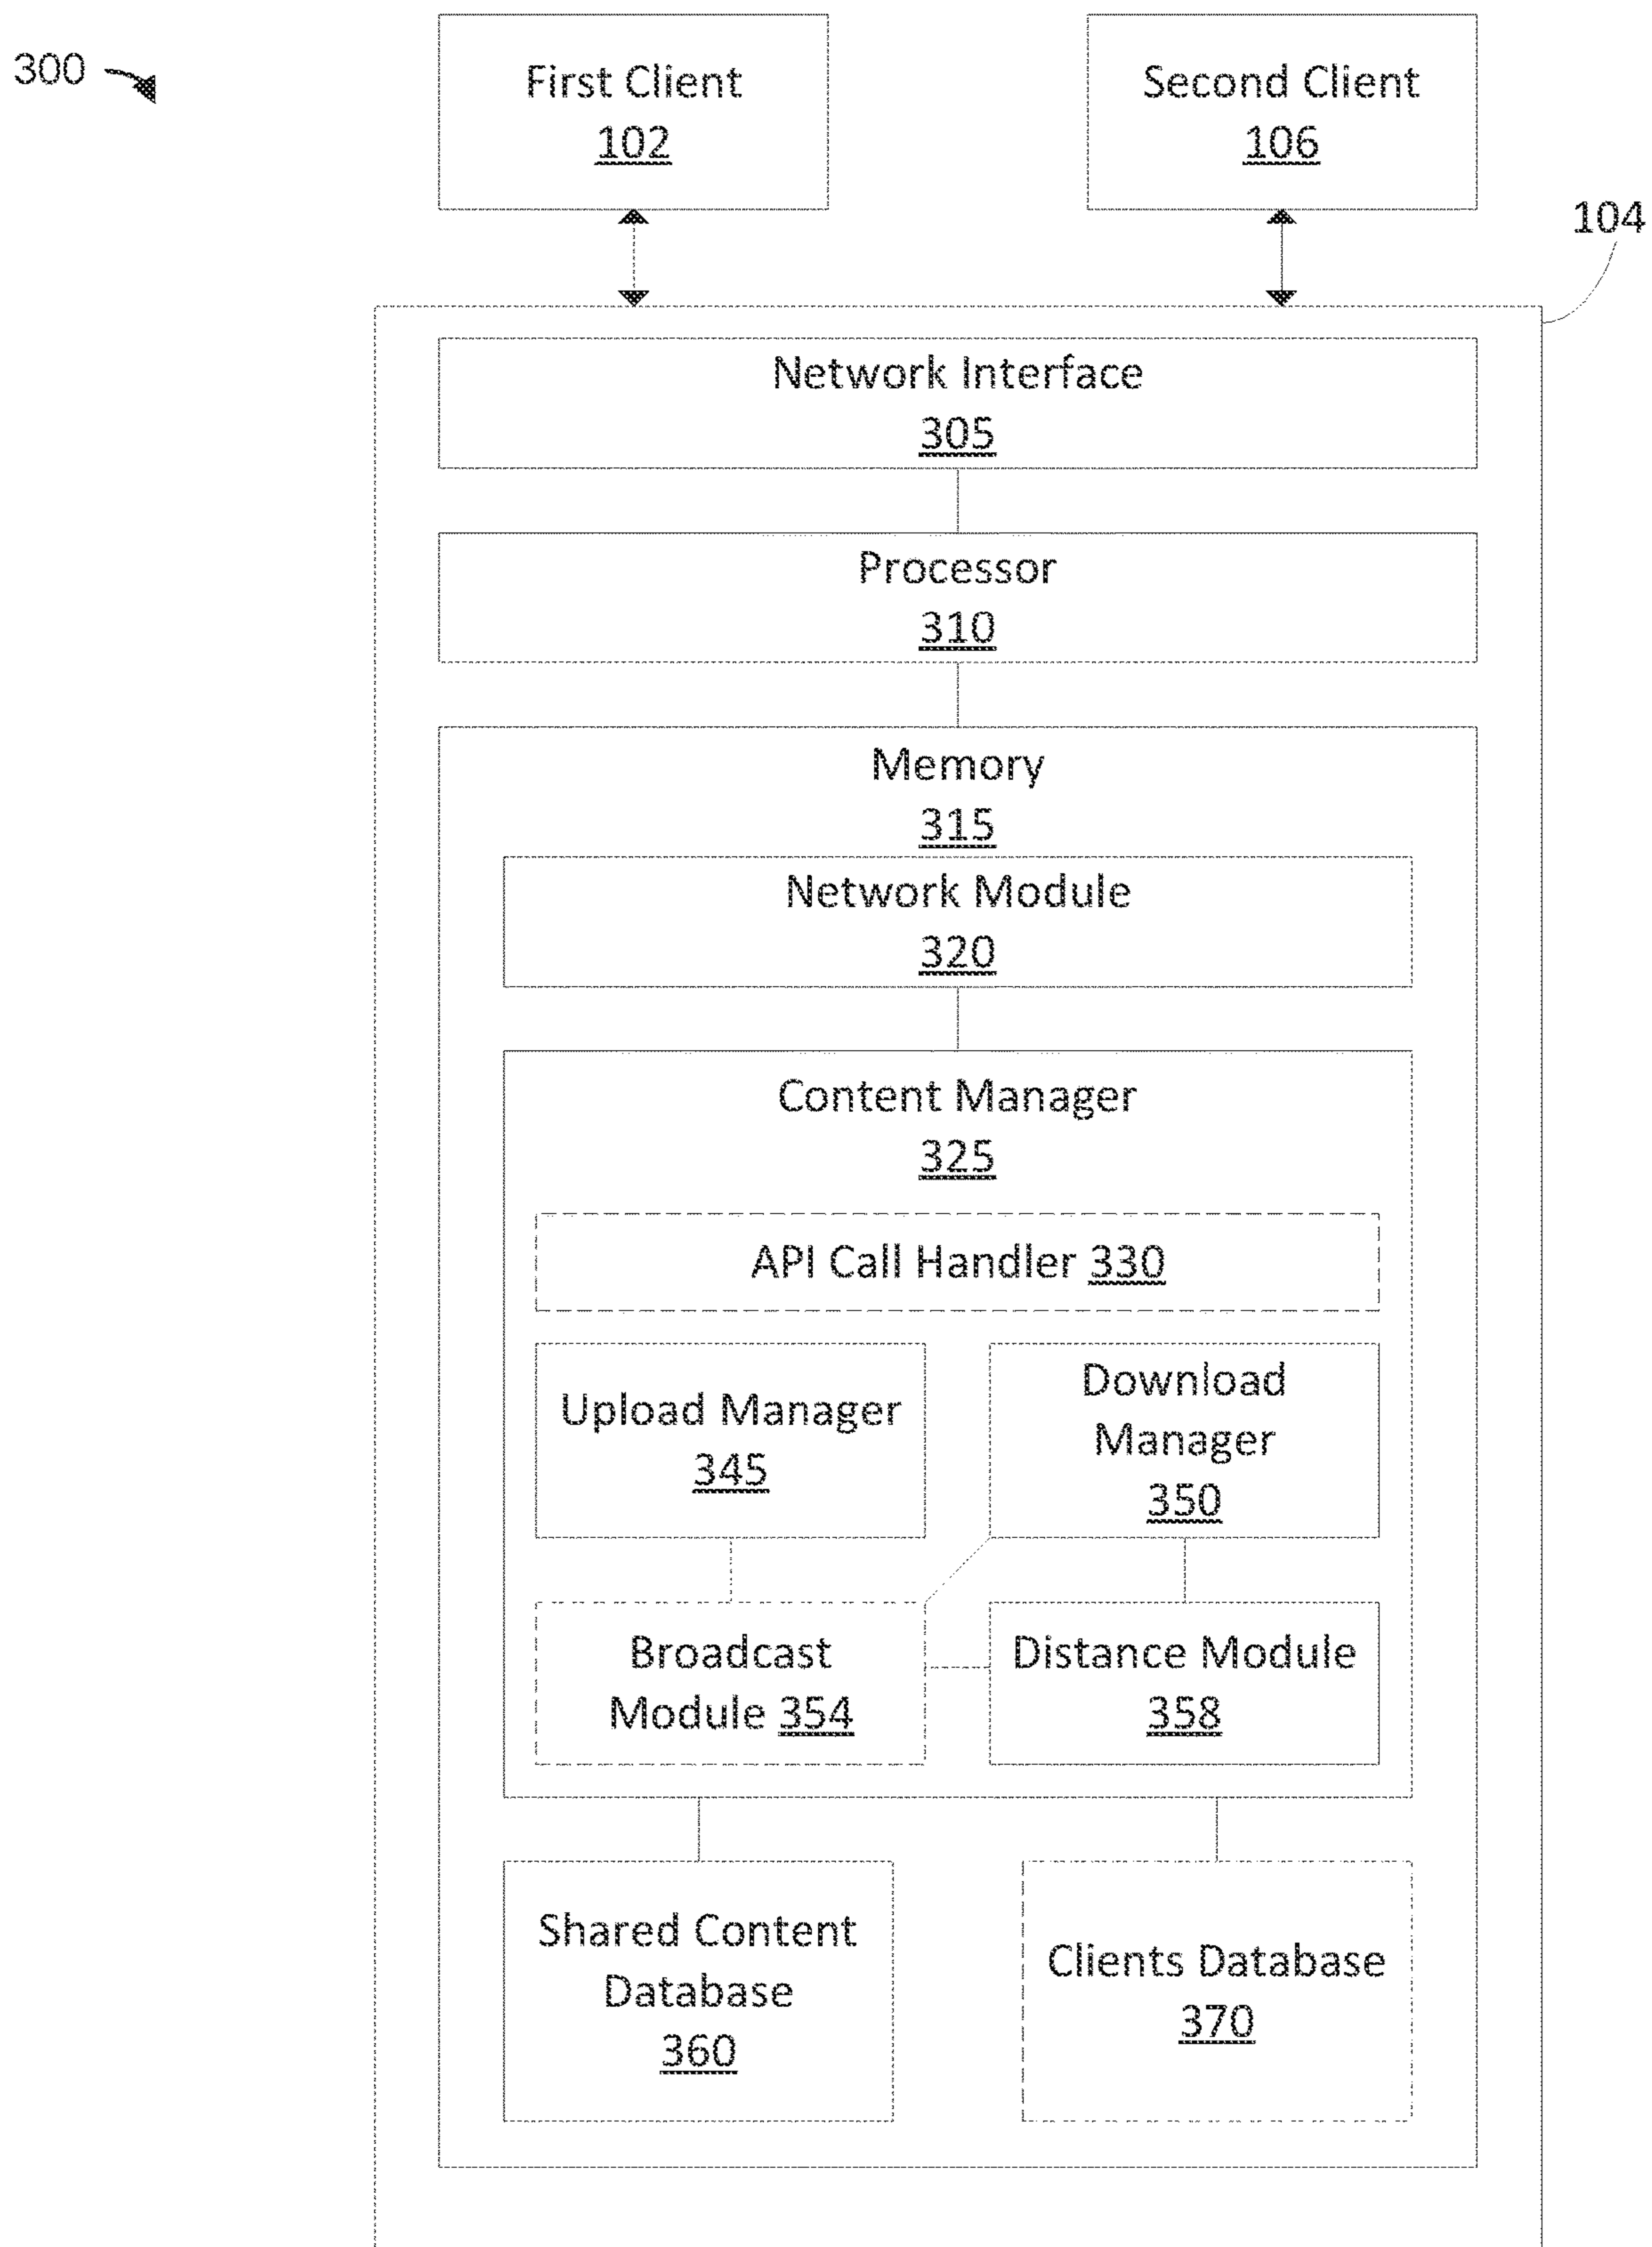 300
First Client
102
Second Client
106
104
Network Interface
305
Processor
310
Memory
315
Network Module
320
Content Manager
325
API Call Handler 330
Upload Manager
345
Download
Manager
350
Broadcast
Module 354
Distance Module
358
Shared Content
Database
360
Clients Database
370